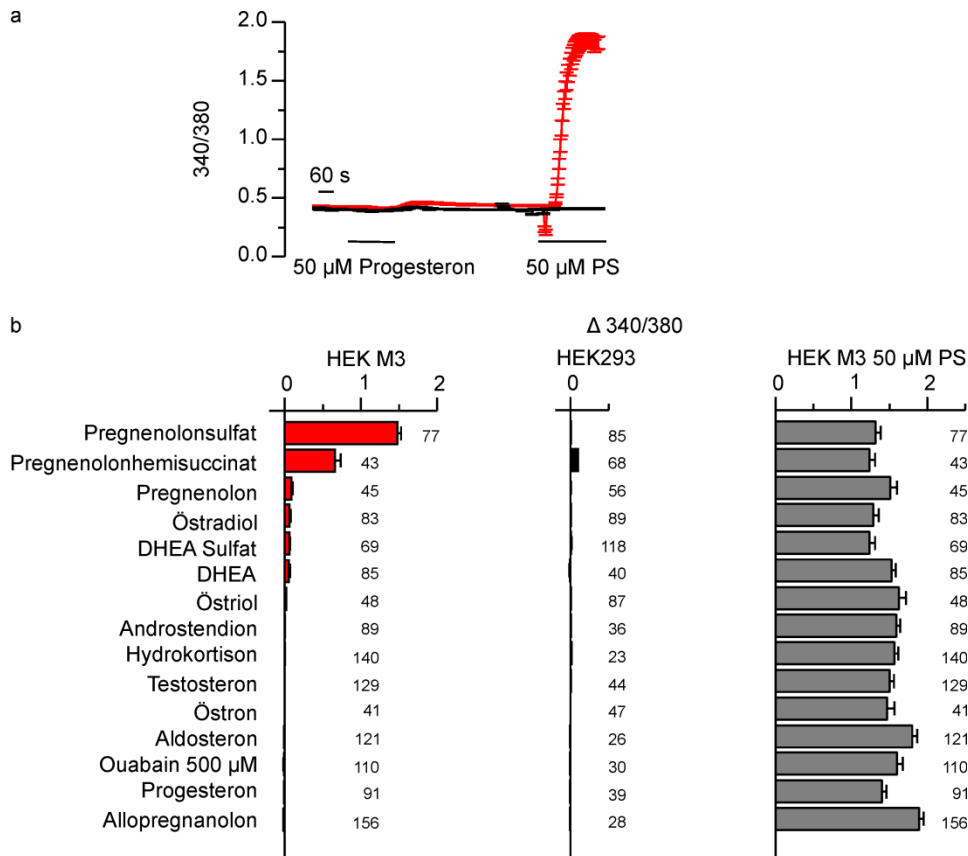 a
2.0
1.5
1.0
0.5
0.0
340/380
60 s
50 µM Progesteron 50 µM PS
b
Δ 340/380
HEK M3 HEK293 HEK M3 50 µM PS
0 1 2 0 0 1 2
Pregnenolonsulfat 77 85 77
Pregnenolonhemisuccinat 43 68 43
Pregnenolon 45 56 45
Östradiol 83 89 83
DHEA Sulfat 69 118 69
DHEA 85 40 85
Östriol 48 87 48
Androstendion 89 36 89
Hydrokortison 140 23 140
Testosteron 129 44 129
Östron 41 47 41
Aldosteron 121 26 121
Ouabain 500 µM 110 30 110
Progesteron 91 39 91
Allopregnanolon 156 28 156